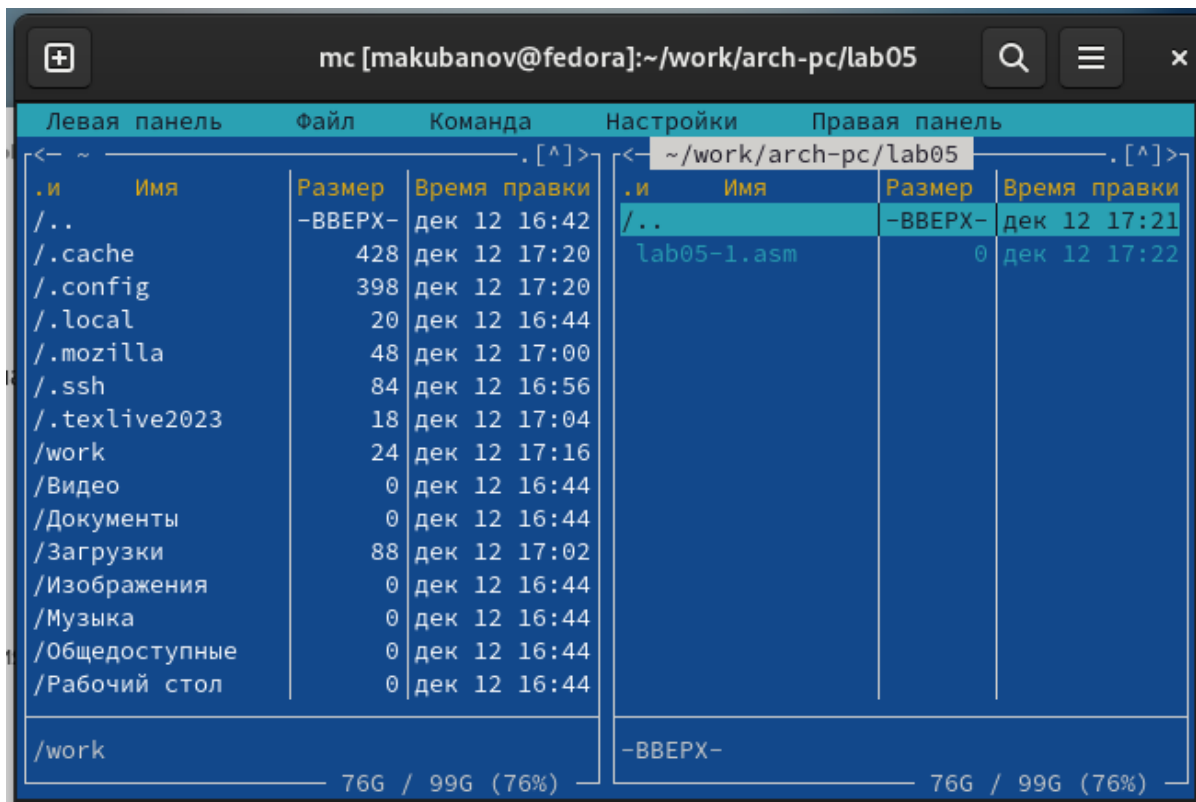 mc [makubanov@fedora]:~/work/arch-pc/lab05
Левая панель Файл Команда Настройки Правая панель
<- ~ .[^]>
.и Имя Размер Время правки
/.. -ВВЕРХ- дек 12 16:42
/.cache 428 дек 12 17:20
/.config 398 дек 12 17:20
/.local 20 дек 12 16:44
/.mozilla 48 дек 12 17:00
/.ssh 84 дек 12 16:56
/.texlive2023 18 дек 12 17:04
/work 24 дек 12 17:16
/Видео 0 дек 12 16:44
/Документы 0 дек 12 16:44
/Загрузки 88 дек 12 17:02
/Изображения 0 дек 12 16:44
/Музыка 0 дек 12 16:44
/Общедоступные 0 дек 12 16:44
/Рабочий стол 0 дек 12 16:44
/work
76G / 99G (76%)
<- ~/work/arch-pc/lab05 .[^]>
.и Имя Размер Время правки
/.. -ВВЕРХ- дек 12 17:21
lab05-1.asm 0 дек 12 17:22
-ВВЕРХ-
76G / 99G (76%)